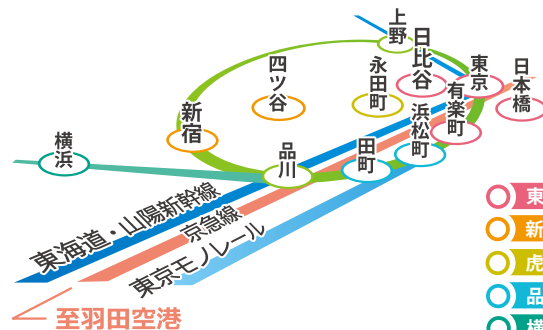 上野
日比谷
四ツ谷
永田町
東京
日本橋
有楽町
新宿
浜松町
横浜
品川
田町
東海道・山陽新幹線
京急線
東京モノレール
至羽田空港
東
新
虎
品
横